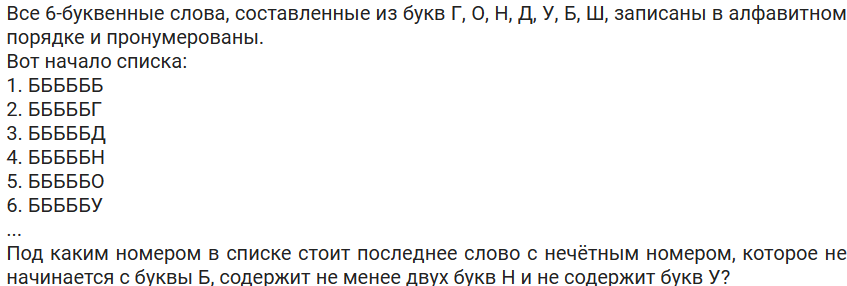 Все 6-буквенные слова, составленные из букв Г, О, Н, Д, У, Б, Ш, записаны в алфавитном
порядке и пронумерованы.
Вот начало списка:
1. ББББББ
2. БББББГ
3. БББББД
4. БББББН
5. БББББО
6. БББББУ
...
Под каким номером в списке стоит последнее слово с нечётным номером, которое не
начинается с буквы Б, содержит не менее двух букв Н и не содержит букв У?